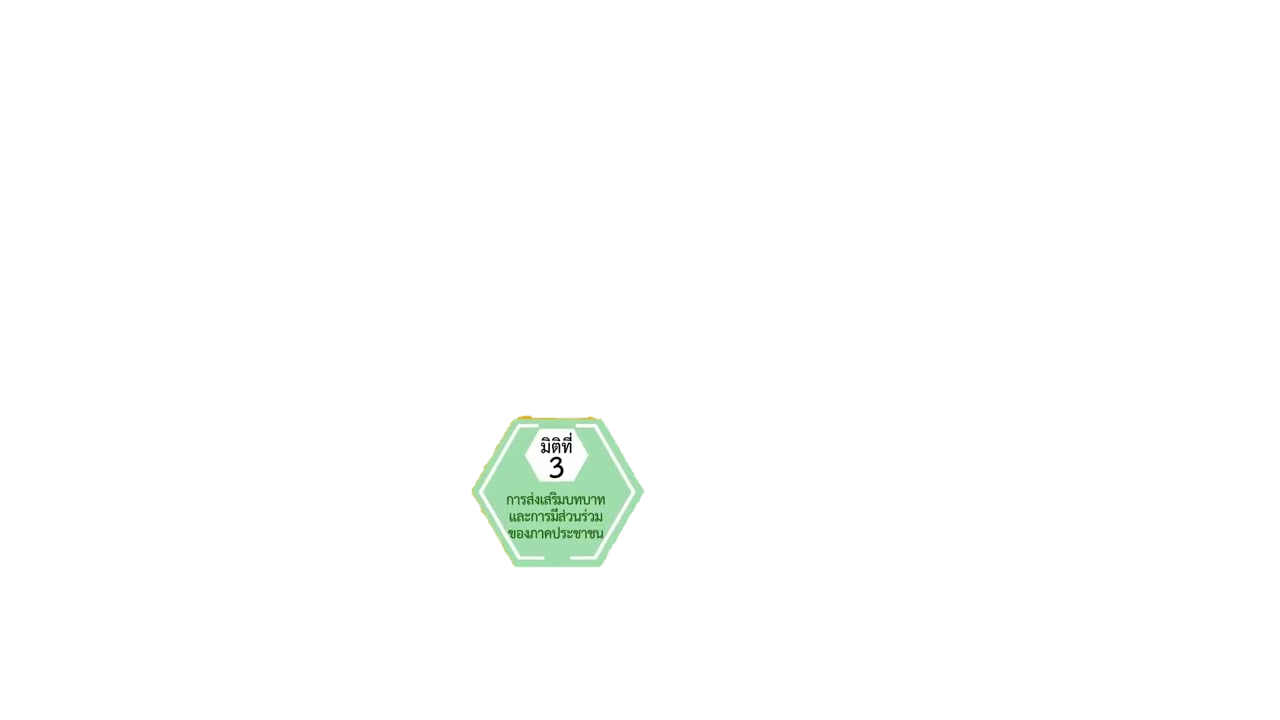 มิติที่
3
การส่งเสริมบทบาท
และการมีส่วนร่วม
ของภาคประชาชน